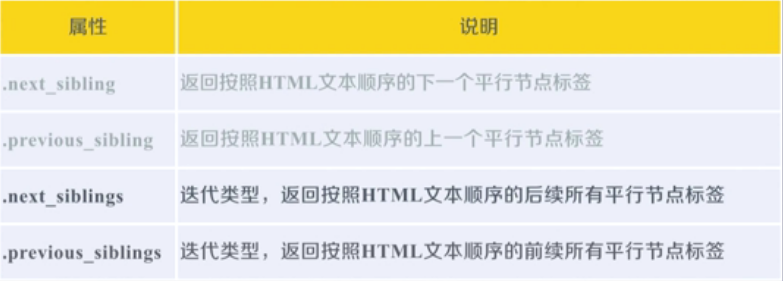 属性 说明
.next_sibling 返回按照HTML文本顺序的下一个平行节点标签
.previous_sibling 返回按照HTML文本顺序的上一个平行节点标签
.next_siblings 迭代类型，返回按照HTML文本顺序的后续所有平行节点标签
.previous_siblings 迭代类型，返回按照HTML文本顺序的前续所有平行节点标签